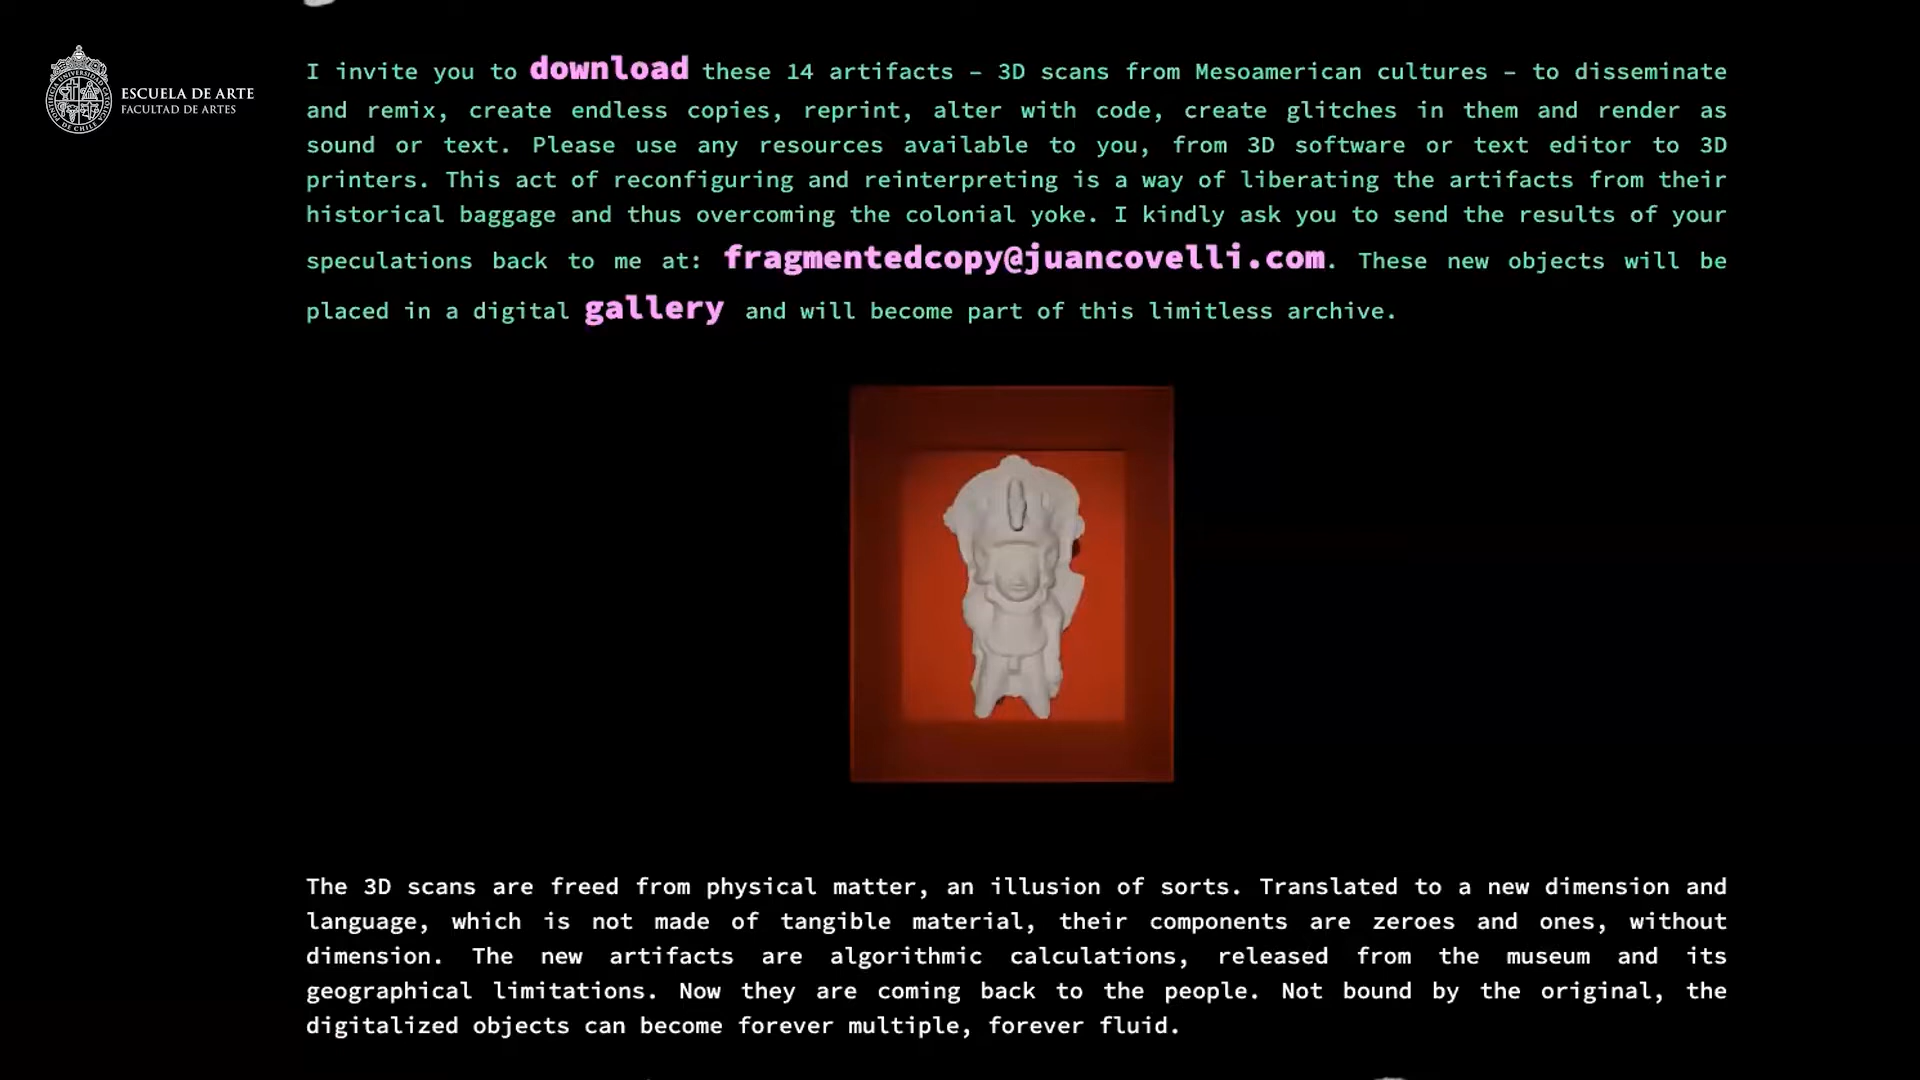 ESCUELA DE ARTE
FACULTAD DE ARTES
I invite you to download these 14 artifacts – 3D scans from Mesoamerican cultures – to disseminate
and remix, create endless copies, reprint, alter with code, create glitches in them and render as
sound or text. Please use any resources available to you, from 3D software or text editor to 3D
printers. This act of reconfiguring and reinterpreting is a way of liberating the artifacts from their
historical baggage and thus overcoming the colonial yoke. I kindly ask you to send the results of your
speculations back to me at: fragmentedcopy@juancovelli.com. These new objects will be
placed in a digital gallery and will become part of this limitless archive.
The 3D scans are freed from physical matter, an illusion of sorts. Translated to a new dimension and
language, which is not made of tangible material, their components are zeroes and ones, without
dimension. The new artifacts are algorithmic calculations, released from the museum and its
geographical limitations. Now they are coming back to the people. Not bound by the original, the
digitalized objects can become forever multiple, forever fluid.